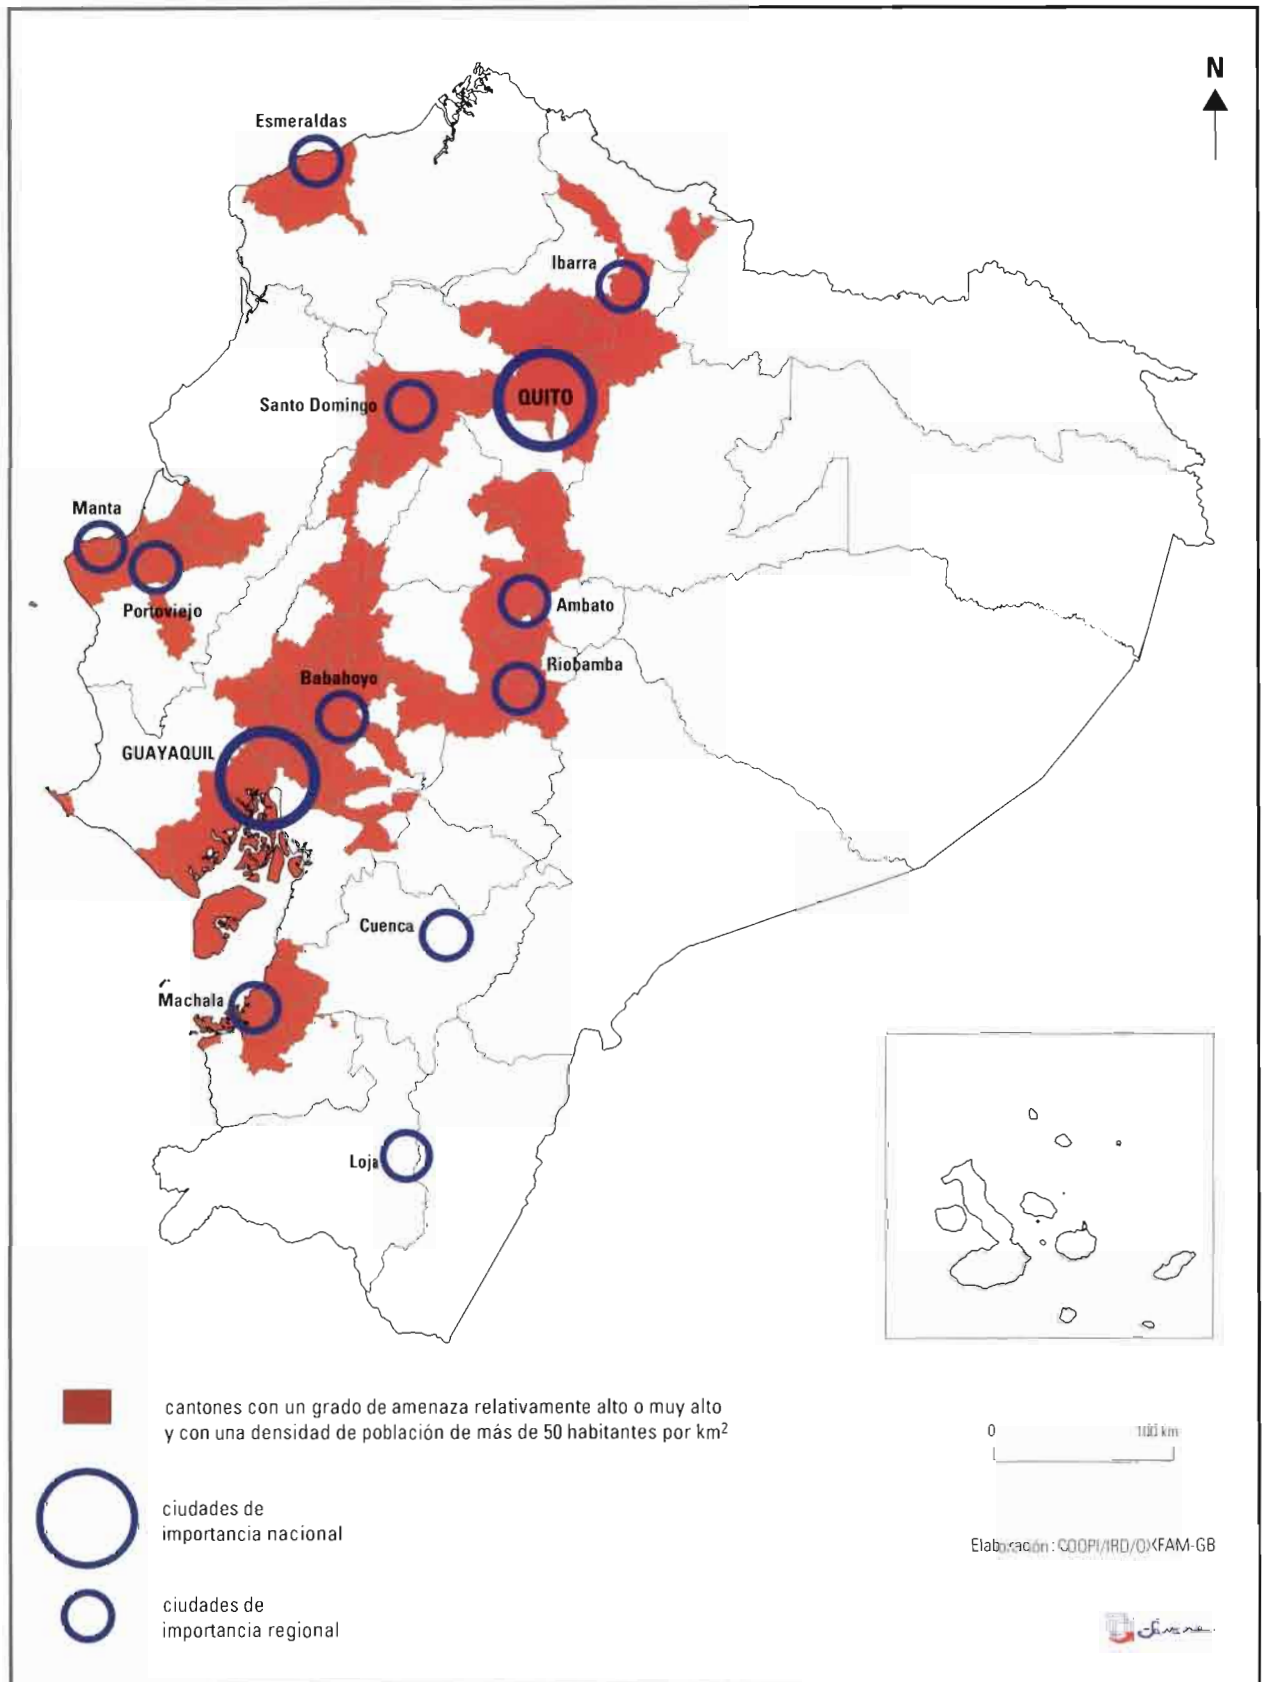 N
Esmeraldas
Ibarra
QUITO
Santo Domingo
Manta
Portoviejo
Ambato
Riobamba
Babahoyo
GUAYAQUIL
Cuenca
Machala
Loja
cantones con un grado de amenaza relativamente alto o muy alto
y con una densidad de población de más de 50 habitantes por km²
ciudades de
importancia nacional
ciudades de
importancia regional
0 100 km
Elaboración: COOPI/IRD/OXFAM-GB